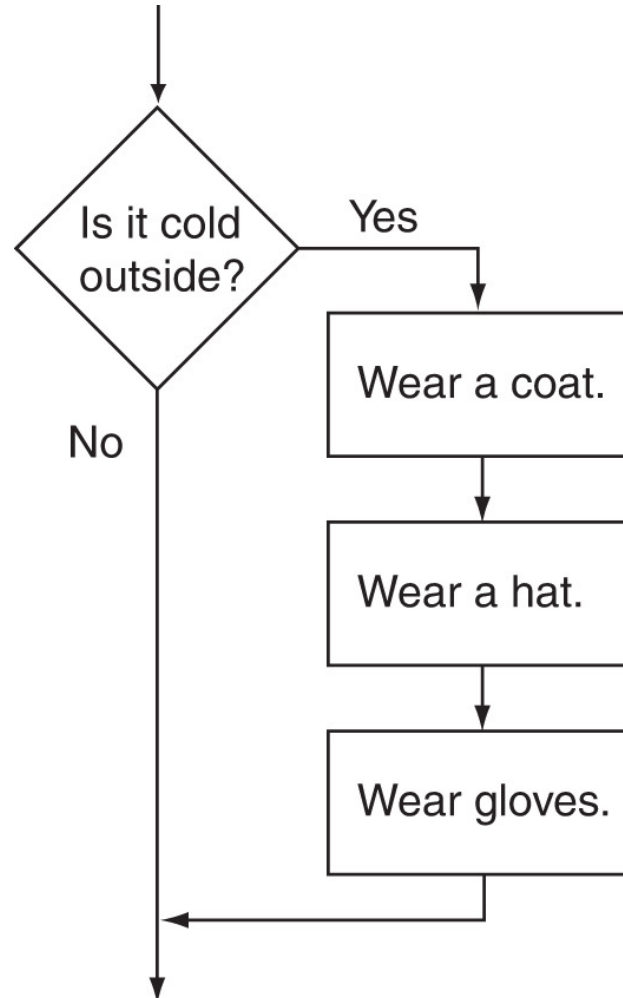 Is it cold
outside?
Yes
Wear a coat.
No
Wear a hat.
Wear gloves.